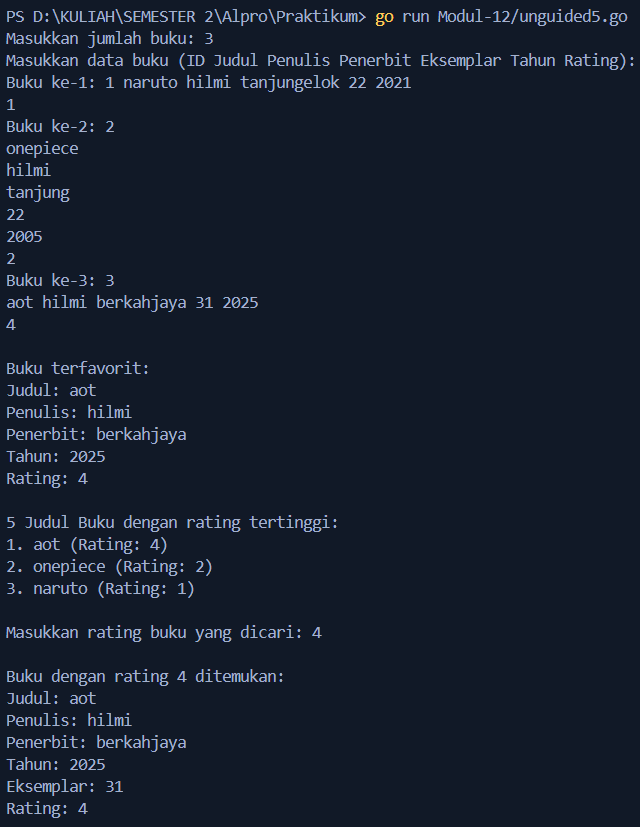 PS D:\KULIAH\SEMESTER 2\Alpro\Praktikum> go run Modul-12/unguided5.go
Masukkan jumlah buku: 3
Masukkan data buku (ID Judul Penulis Penerbit Eksemplar Tahun Rating):
Buku ke-1: 1 naruto hilmi tanjungelok 22 2021
1
Buku ke-2: 2
onepiece
hilmi
tanjung
22
2005
2
Buku ke-3: 3
aot hilmi berkahjaya 31 2025
4

Buku terfavorit:
Judul: aot
Penulis: hilmi
Penerbit: berkahjaya
Tahun: 2025
Rating: 4

5 Judul Buku dengan rating tertinggi:
1. aot (Rating: 4)
2. onepiece (Rating: 2)
3. naruto (Rating: 1)

Masukkan rating buku yang dicari: 4

Buku dengan rating 4 ditemukan:
Judul: aot
Penulis: hilmi
Penerbit: berkahjaya
Tahun: 2025
Eksemplar: 31
Rating: 4